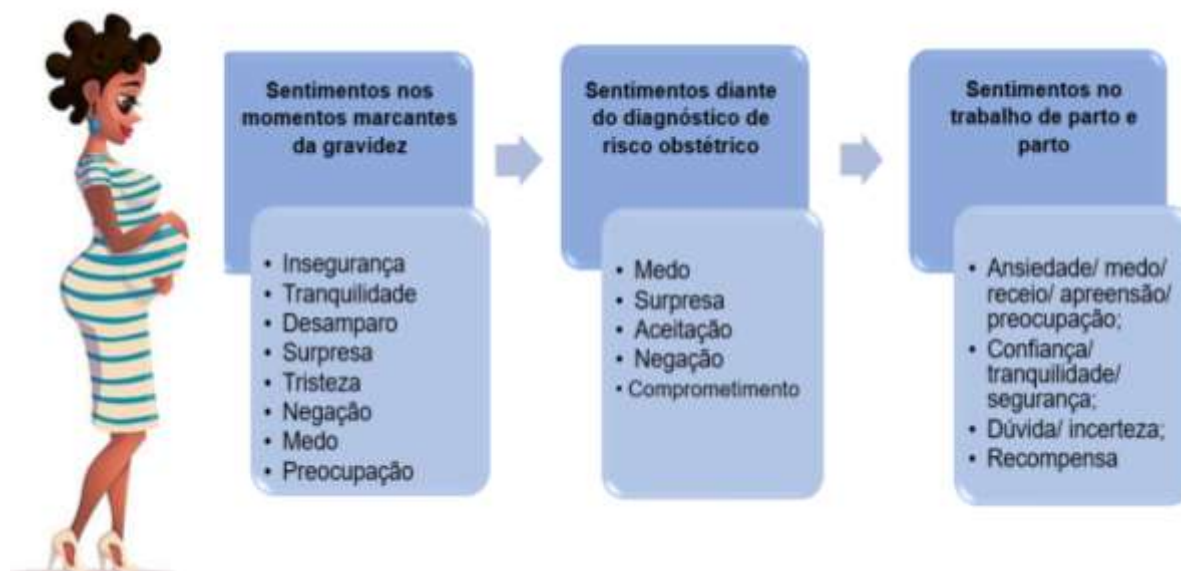 Sentimentos nos
momentos marcantes
da gravidez
• Insegurança
• Tranquilidade
• Desamparo
• Surpresa
• Tristeza
• Negação
• Medo
• Preocupação
Sentimentos diante
do diagnóstico de
risco obstétrico
• Medo
• Surpresa
• Aceitação
• Negação
• Comprometimento
Sentimentos no
trabalho de parto e
parto
• Ansiedade/ medo/
receio/ apreensão/
preocupação;
• Confiança/
tranquilidade/
segurança;
• Dúvida/ incerteza;
• Recompensa